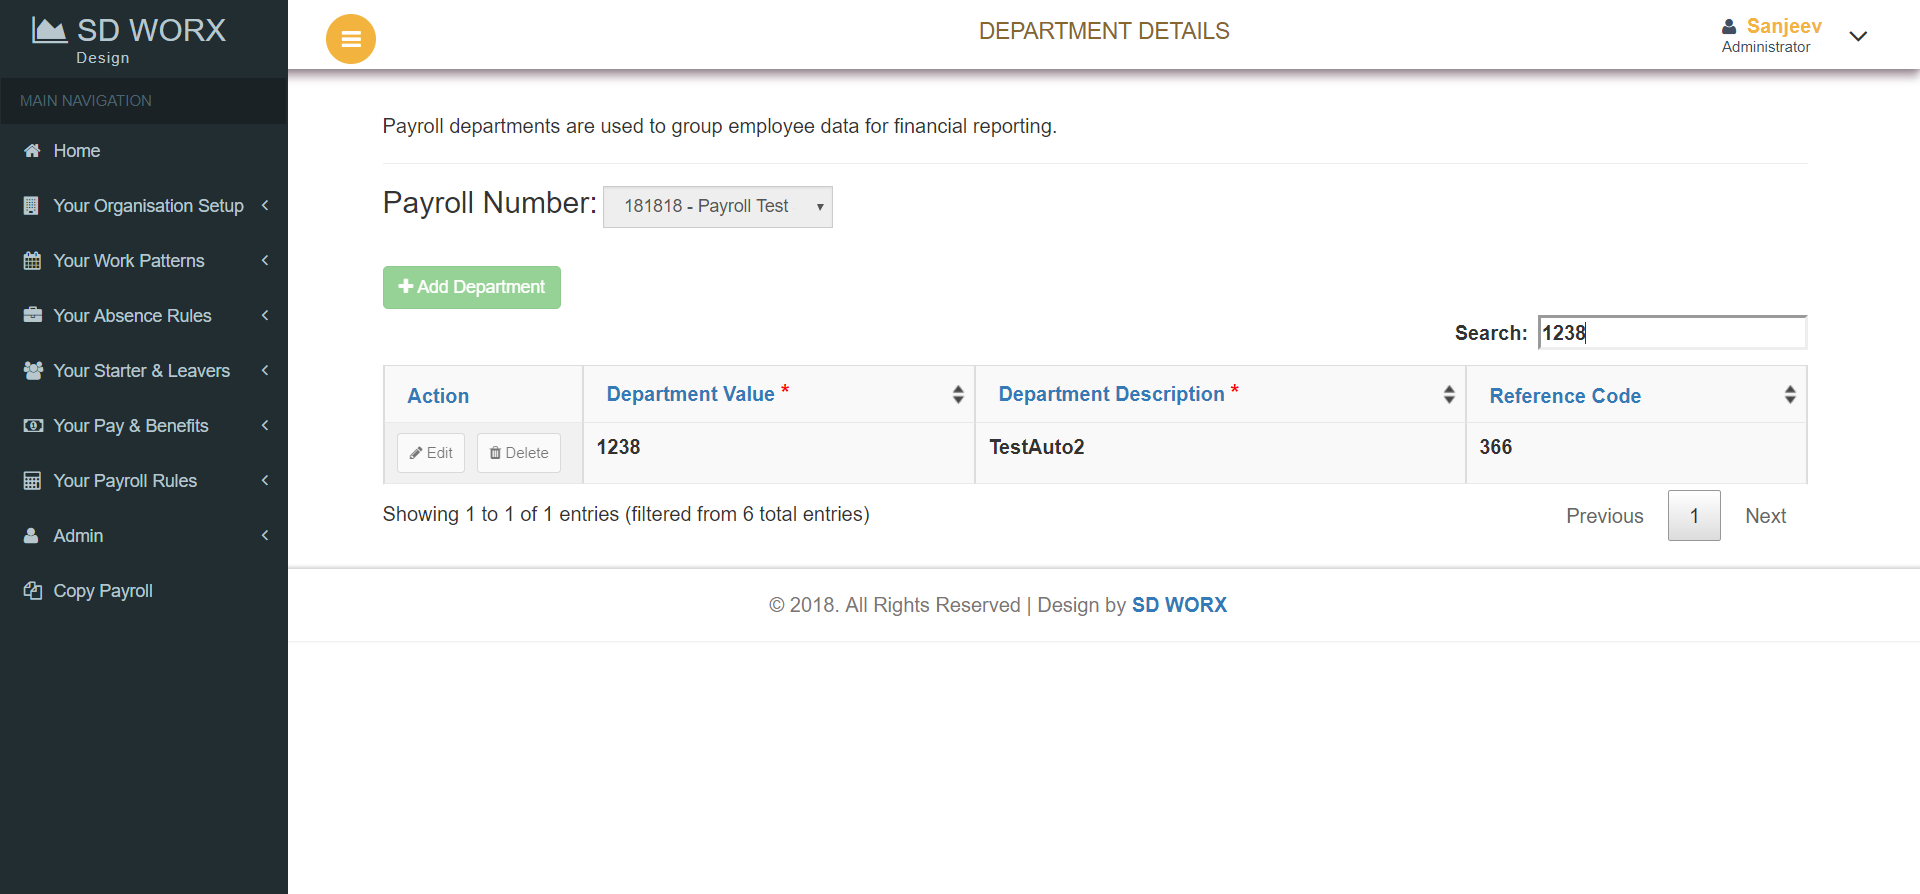 SD WORX
Design
MAIN NAVIGATION
Home
Your Organisation Setup
Your Work Patterns
Your Absence Rules
Your Starter & Leavers
Your Pay & Benefits
Your Payroll Rules
Admin
Copy Payroll
DEPARTMENT DETAILS
Sanjeev
Administrator
Payroll departments are used to group employee data for financial reporting.
Payroll Number: 181818 - Payroll Test
Add Department
Search: 1238
Action Department Value * Department Description * Reference Code
Edit Delete 1238 TestAuto2 366
Showing 1 to 1 of 1 entries (filtered from 6 total entries)
Previous 1 Next
© 2018. All Rights Reserved | Design by SD WORX